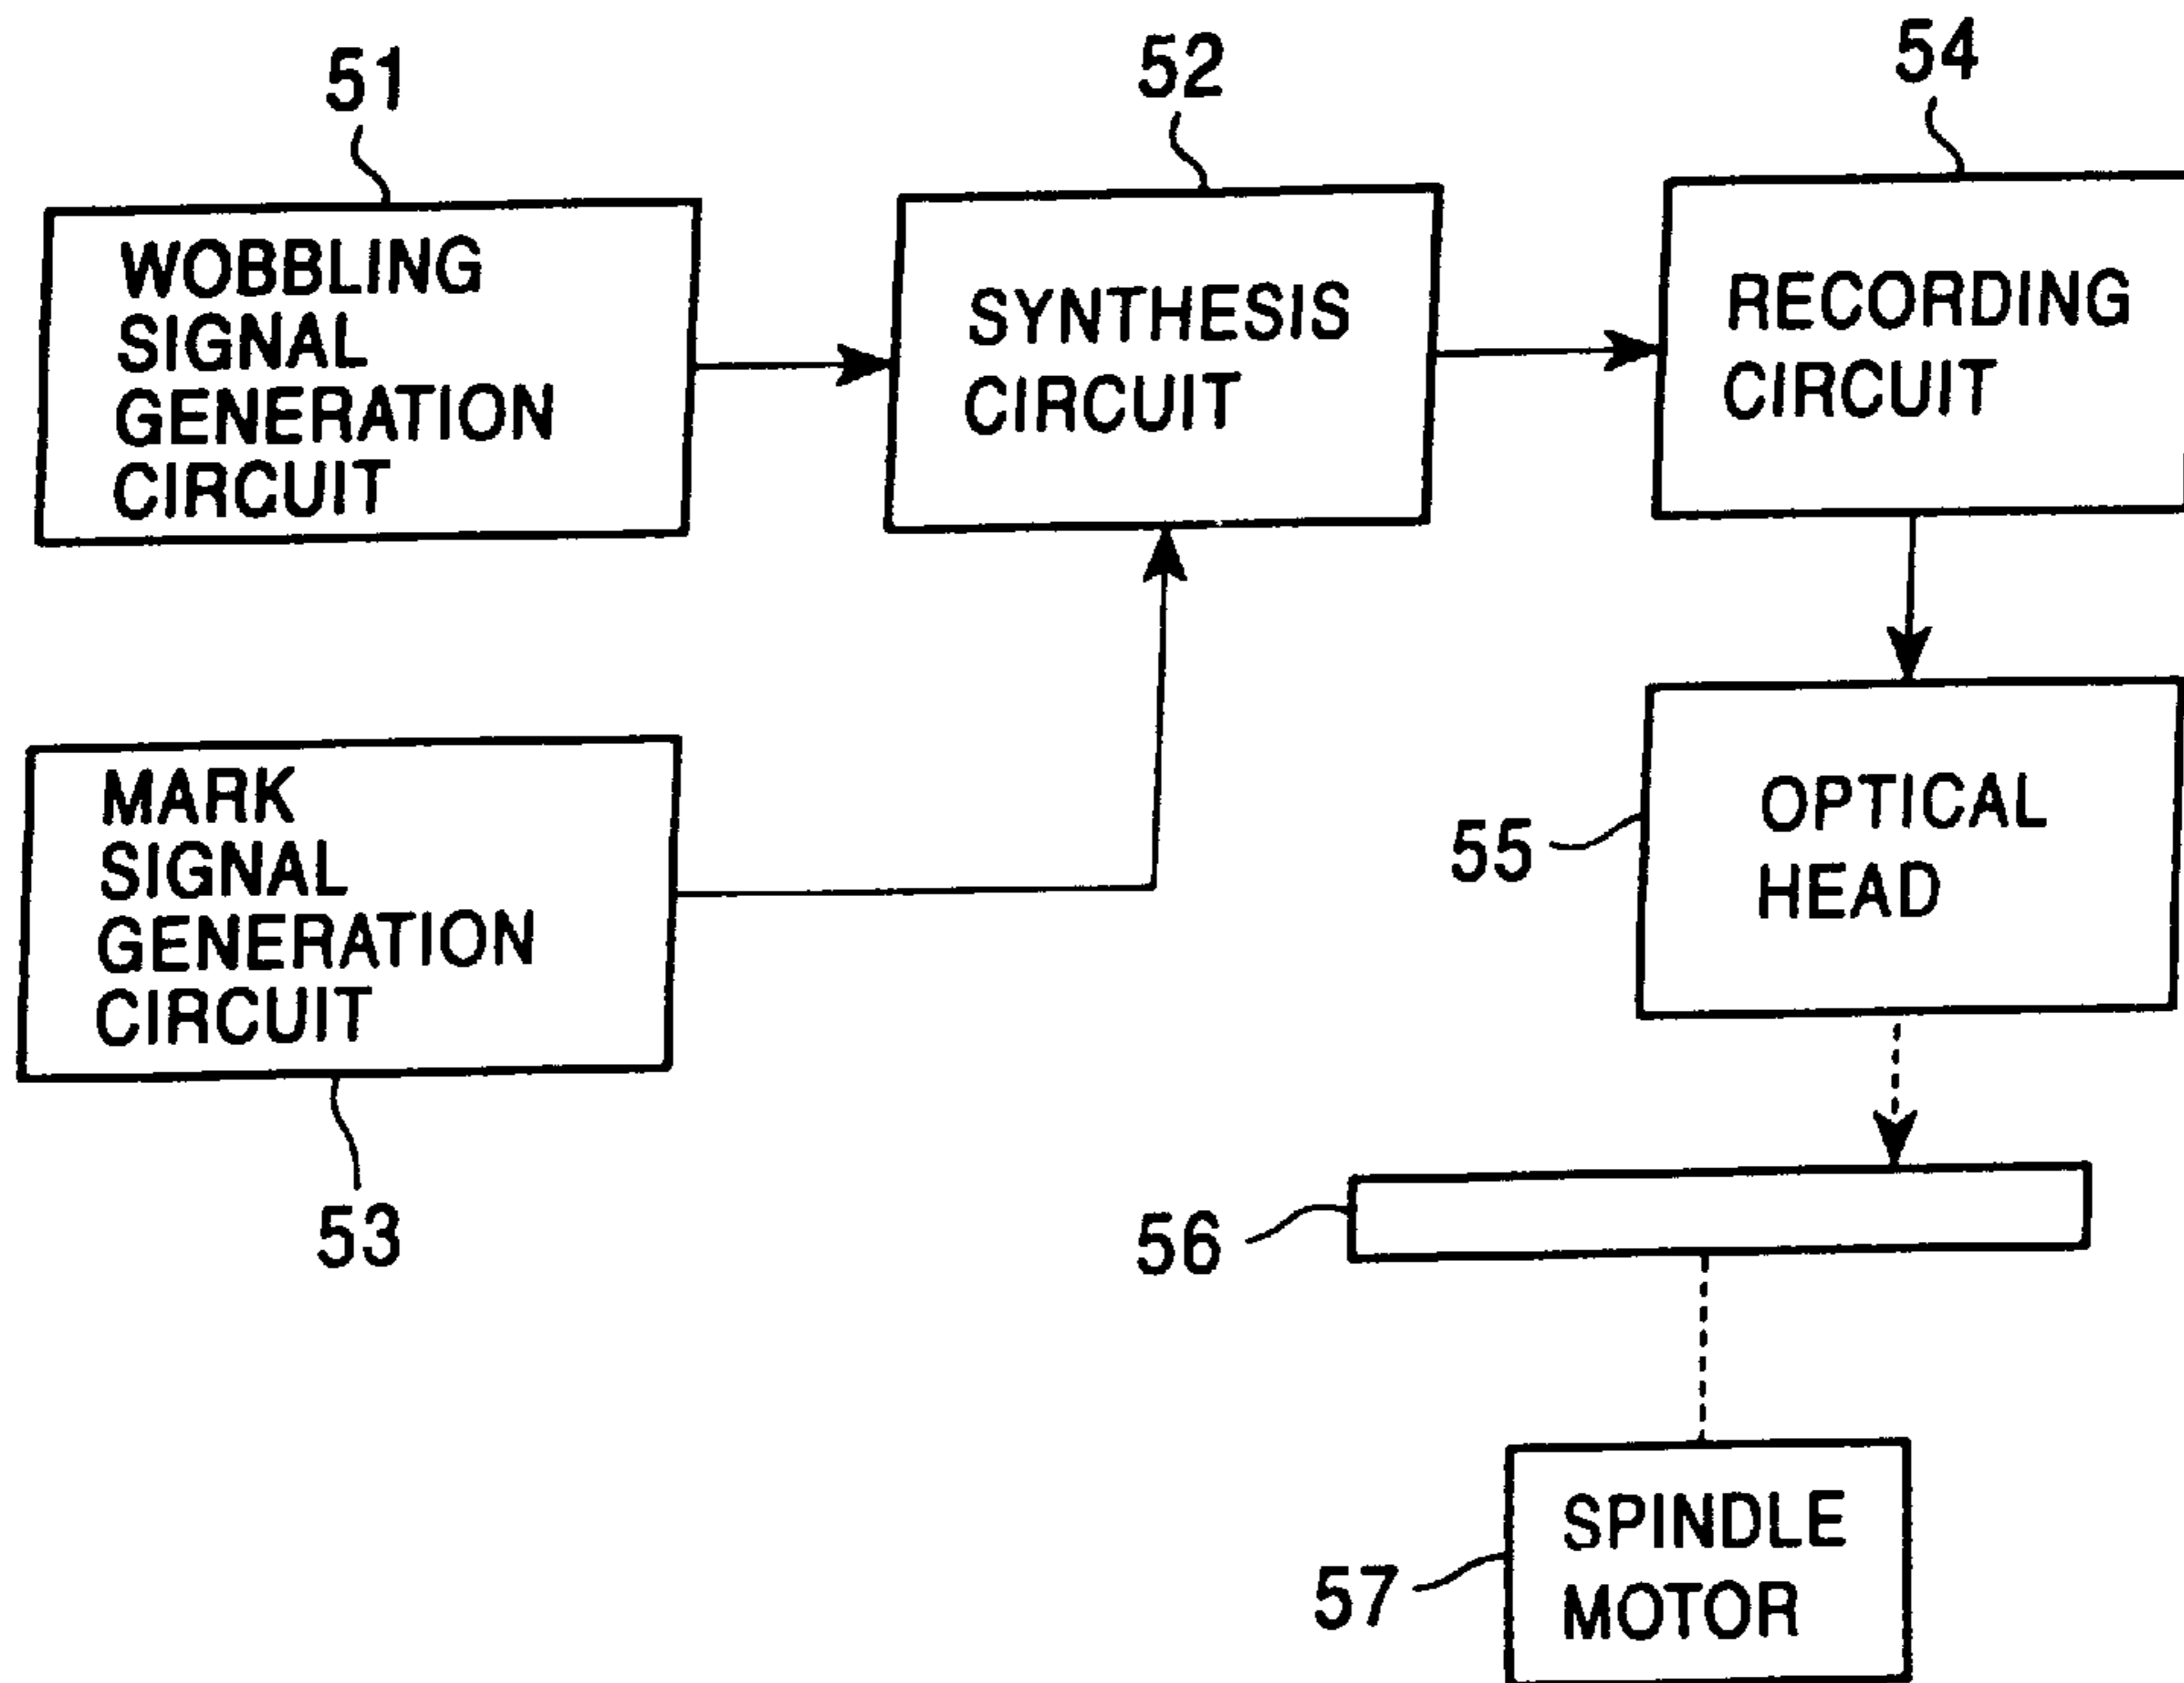 51
52
54
WOBBLING
SIGNAL
GENERATION
CIRCUIT
SYNTHESIS
CIRCUIT
RECORDING
CIRCUIT
MARK
SIGNAL
GENERATION
CIRCUIT
53
55
OPTICAL
HEAD
56
57
SPINDLE
MOTOR